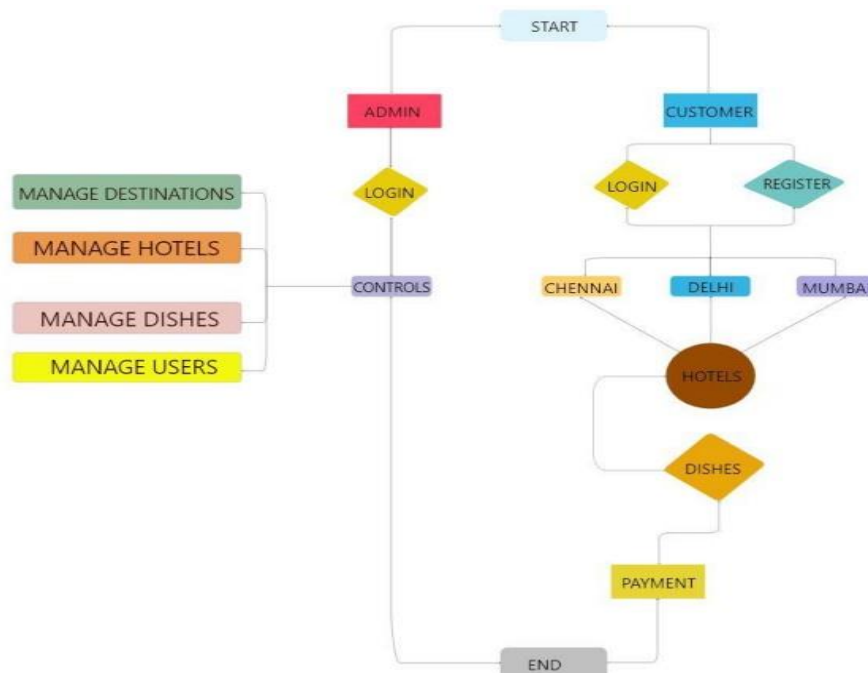 START
ADMIN
CUSTOMER
LOGIN
LOGIN
REGISTER
MANAGE DESTINATIONS
MANAGE HOTELS
MANAGE DISHES
MANAGE USERS
CONTROLS
CHENNAI
DELHI
MUMBAI
HOTELS
DISHES
PAYMENT
END